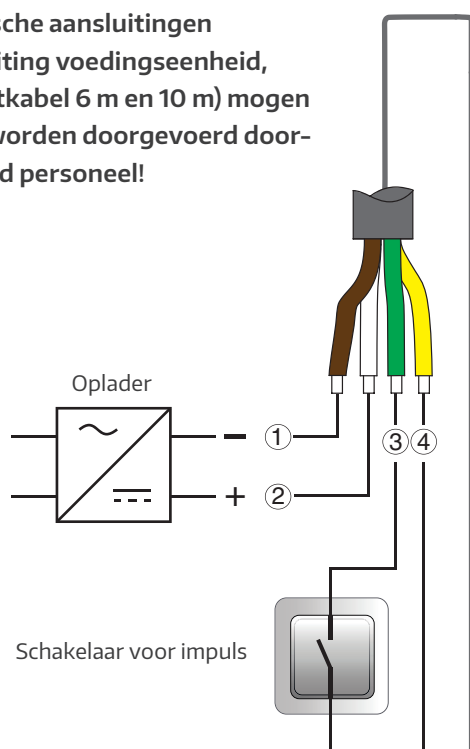 sche aansluitingen
iting voedingseenheid,
tkabel 6 m en 10 m) mogen
worden doorgevoerd door-
d personeel!
Oplader
− ①
③ ④
+ ②
Schakelaar voor impuls